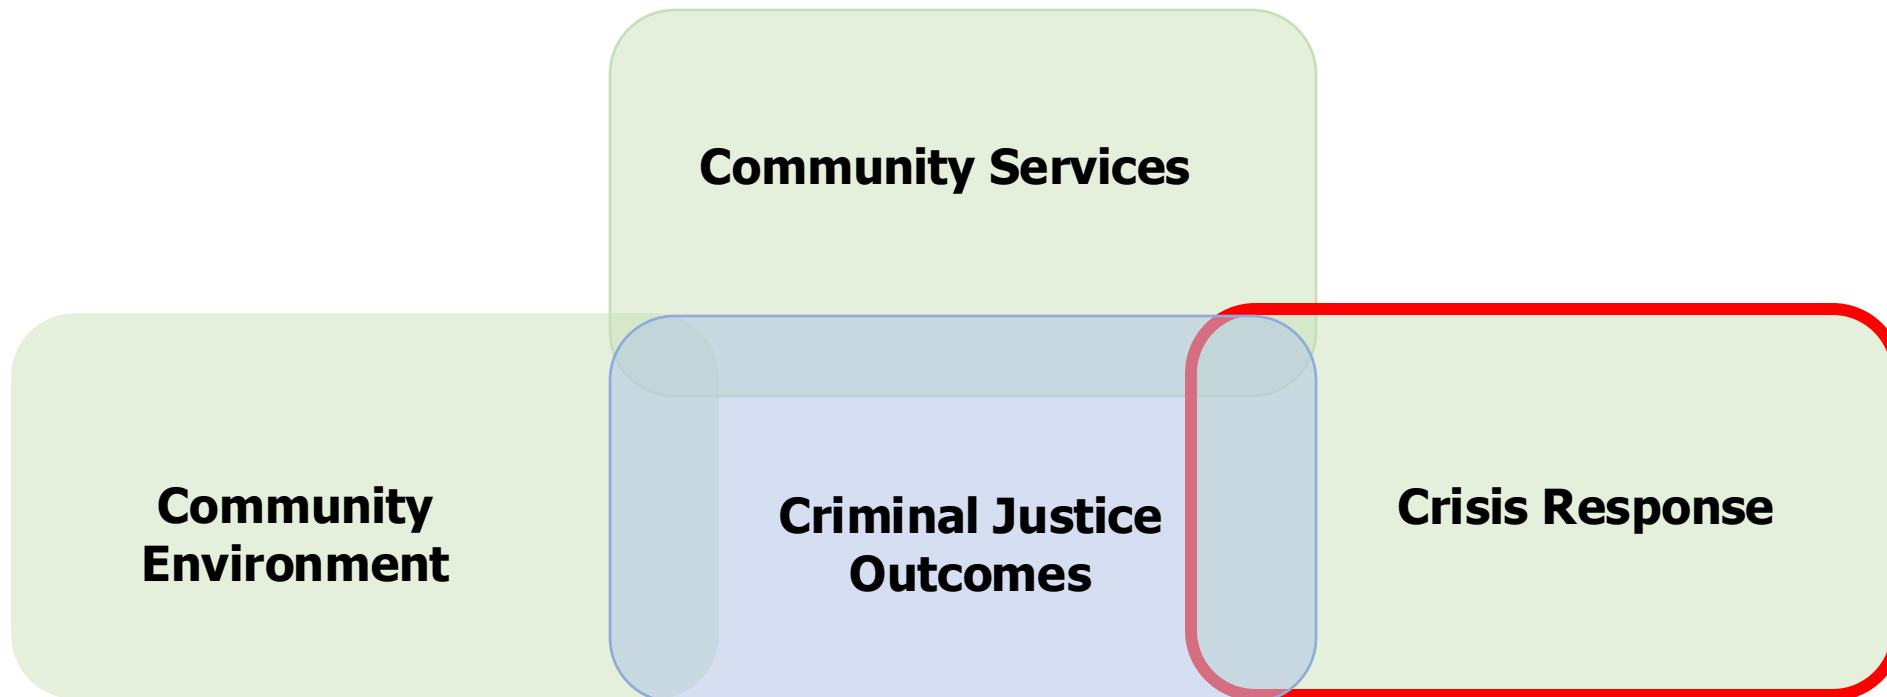 Community Services
Community
Environment
Criminal Justice
Outcomes
Crisis Response